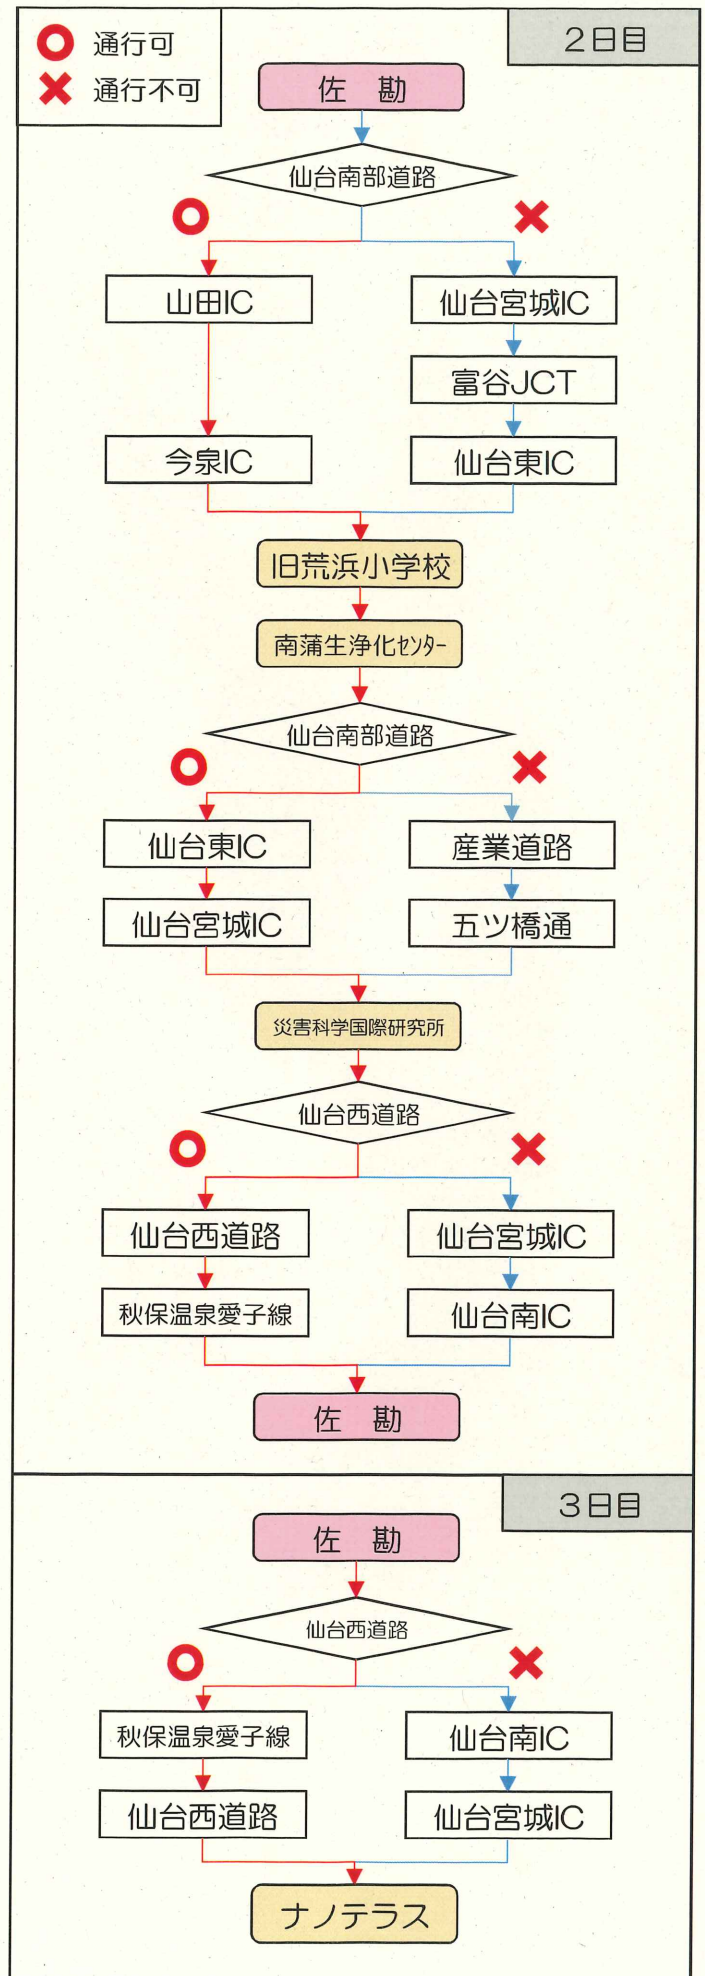 通行可
通行不可
2日目
佐　勘
仙台南部道路
山田IC
仙台宮城IC
富谷JCT
今泉IC
仙台東IC
旧荒浜小学校
南蒲生浄化ｾﾝﾀｰ
仙台南部道路
仙台東IC
産業道路
仙台宮城IC
五ツ橋通
災害科学国際研究所
仙台西道路
仙台西道路
仙台宮城IC
秋保温泉愛子線
仙台南IC
佐　勘
3日目
佐　勘
仙台西道路
秋保温泉愛子線
仙台南IC
仙台西道路
仙台宮城IC
ナノテラス